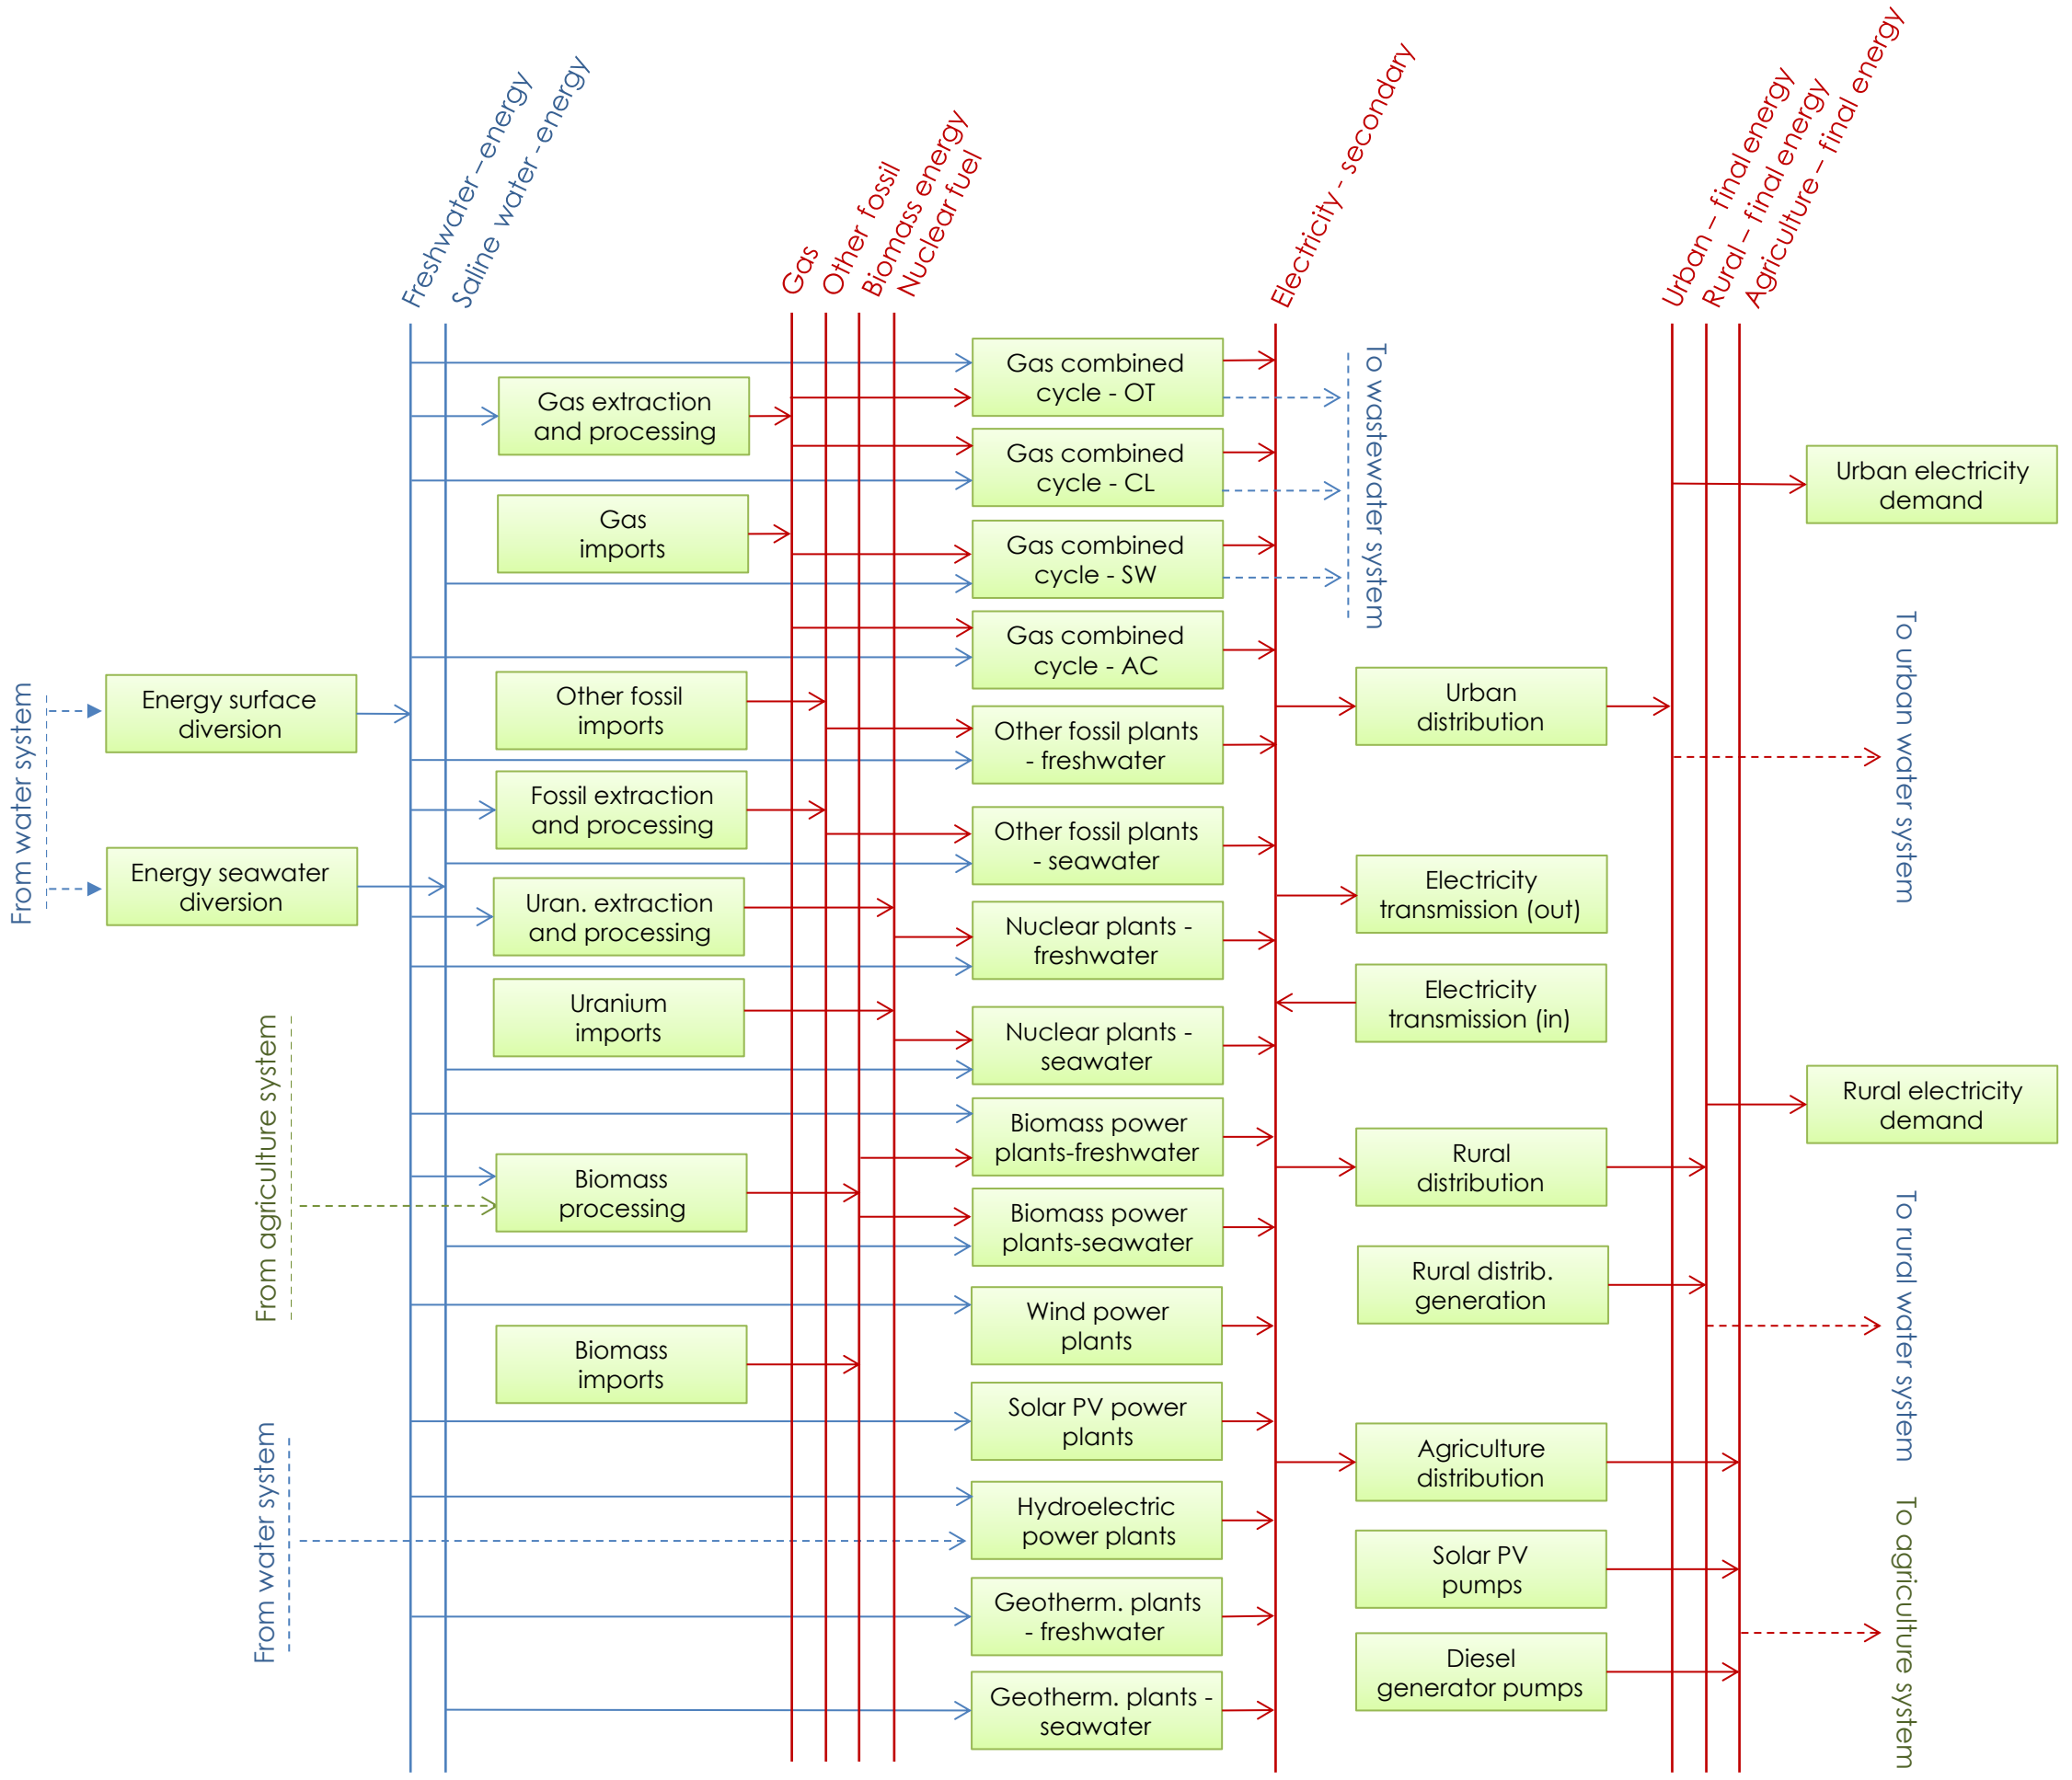 Freshwater–energy
Saline water -energy
Gas
Other fossil
Biomass energy
Nuclear fuel
Electricity - secondary
Urban – final energy
Rural – final energy
Agriculture – final energy
From water system
Energy surface
diversion
Energy seawater
diversion
From agriculture system
From water system
Gas extraction
and processing
Gas
imports
Other fossil
imports
Fossil extraction
and processing
Uran. extraction
and processing
Uranium
imports
Biomass
processing
Biomass
imports
Gas combined
cycle - OT
Gas combined
cycle - CL
Gas combined
cycle - SW
Gas combined
cycle - AC
Other fossil plants
- freshwater
Other fossil plants
- seawater
Nuclear plants -
freshwater
Nuclear plants -
seawater
Biomass power
plants-freshwater
Biomass power
plants-seawater
Wind power
plants
Solar PV power
plants
Hydroelectric
power plants
Geotherm. plants
- freshwater
Geotherm. plants -
seawater
To wastewater system
Urban
distribution
Electricity
transmission (out)
Electricity
transmission (in)
Rural
distribution
Rural distrib.
generation
Agriculture
distribution
Solar PV
pumps
Diesel
generator pumps
Urban electricity
demand
To urban water system
Rural electricity
demand
To rural water system
To agriculture system